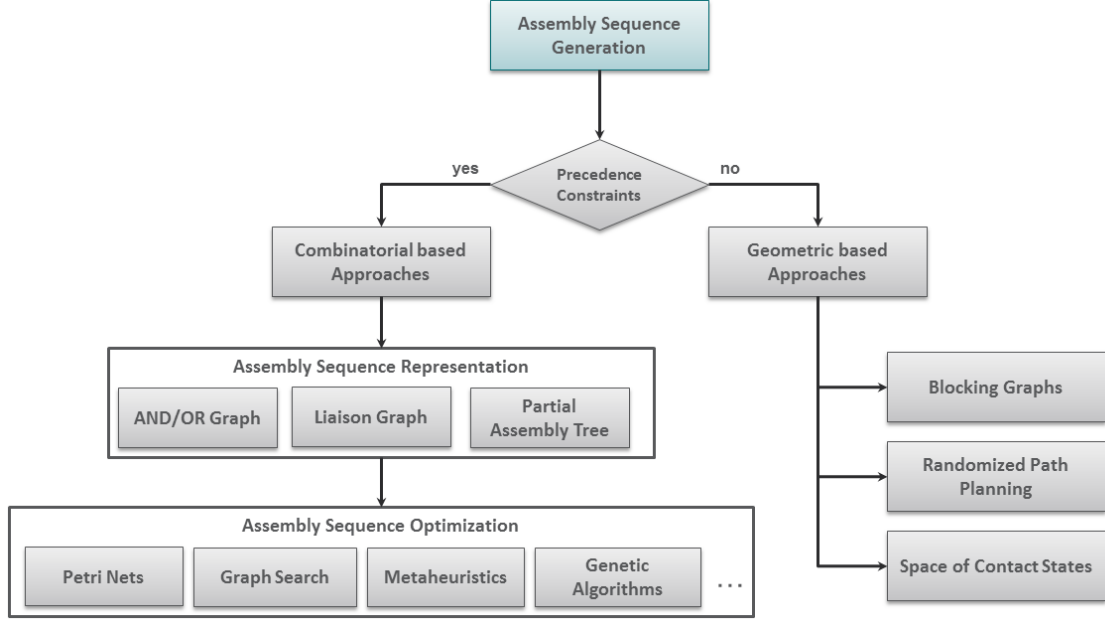 Assembly Sequence
Generation
yes
Precedence
Constraints
no
Combinatorial based
Approaches
Geometric based
Approaches
Assembly Sequence Representation
AND/OR Graph
Liaison Graph
Partial
Assembly Tree
Assembly Sequence Optimization
Petri Nets
Graph Search
Metaheuristics
Genetic
Algorithms
...
Blocking Graphs
Randomized Path
Planning
Space of Contact States